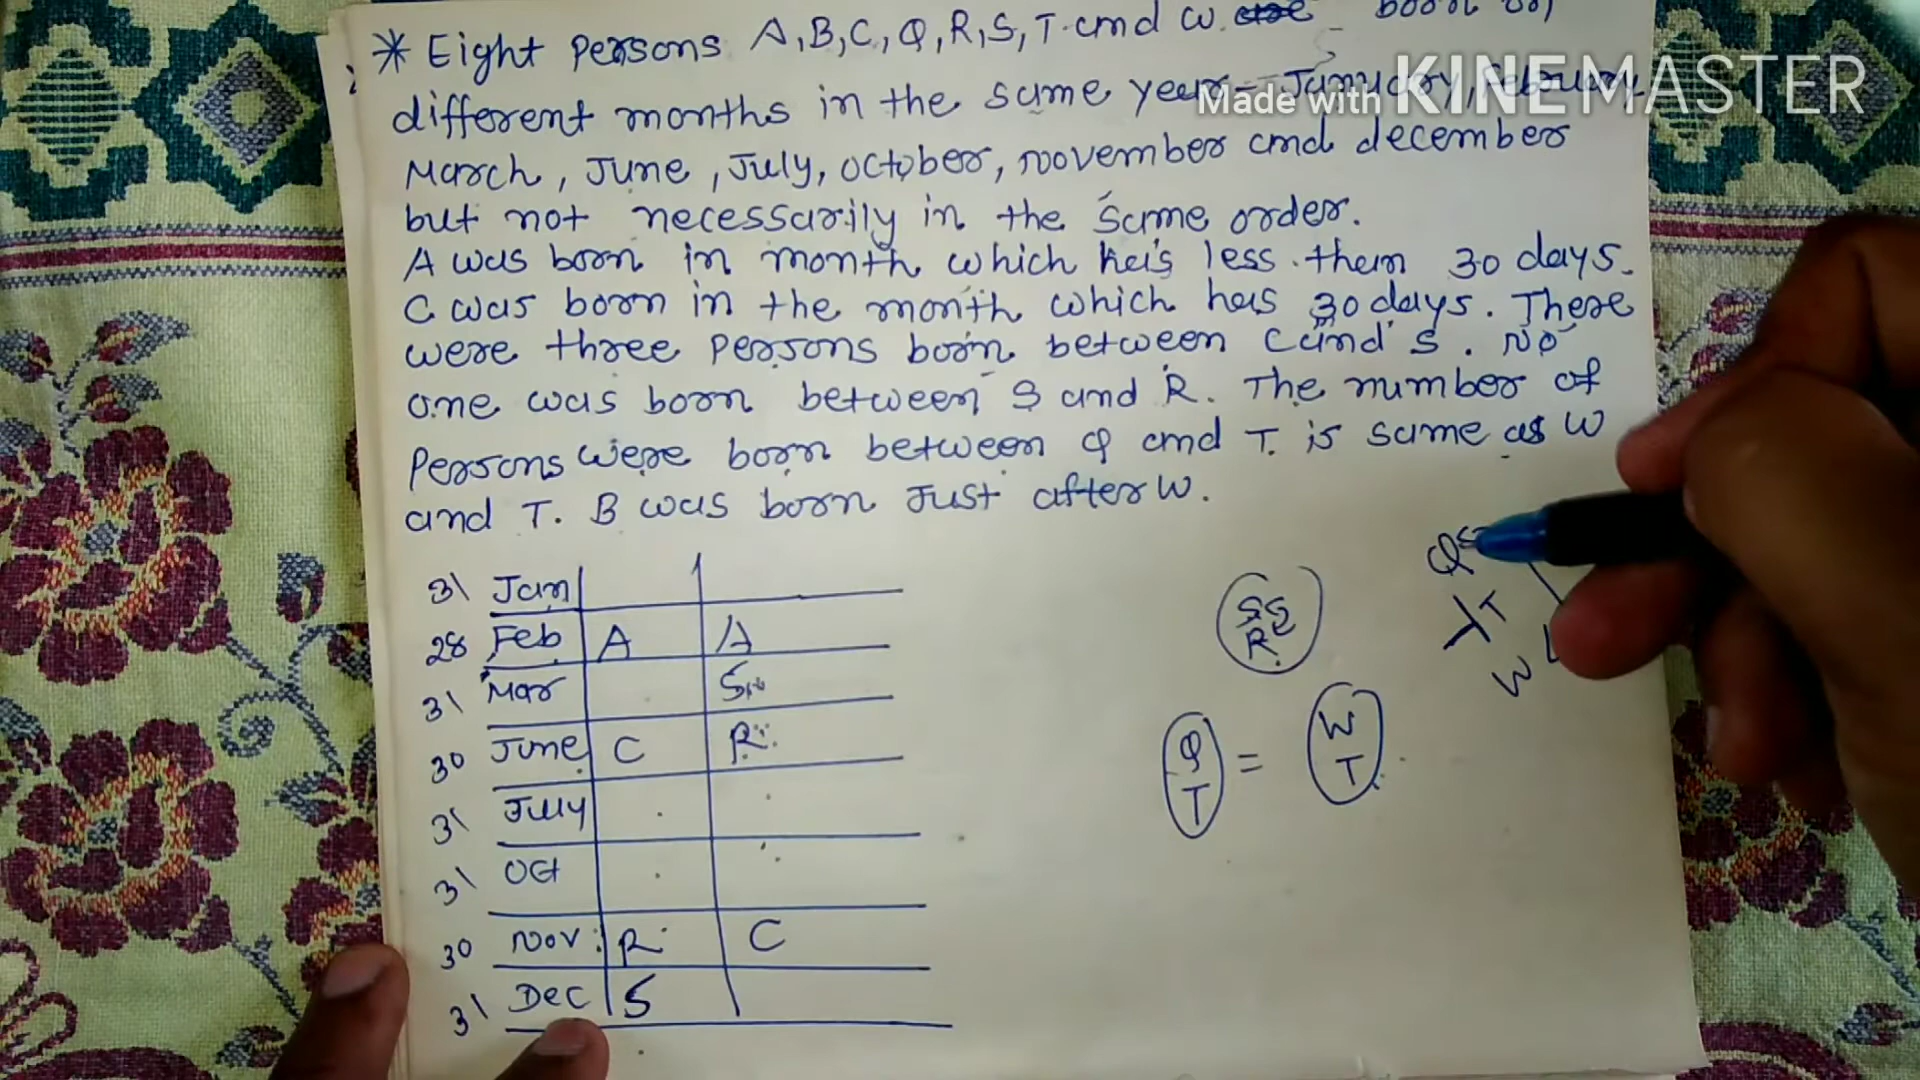 * Eight persons A, B, C, Q, R, S, T and W. born on
different months in the same year - January, February
March, June, July, October, november and december
but not necessarily in the same order.
A was born in month which has less than 30 days.
C was born in the month which has 30 days. There
were three persons born between C and S. No
one was born between S and R. The number of
persons were born between Q and T. is same as W
and T. B was born Just after W.
31 Jan
28 Feb A A
31 Mar S
30 June C R
31 July
31 Oct
30 Nov R C
31 Dec S
S S
R
Q
T
=
W
T
Q
T
W
Made with KINEMASTER